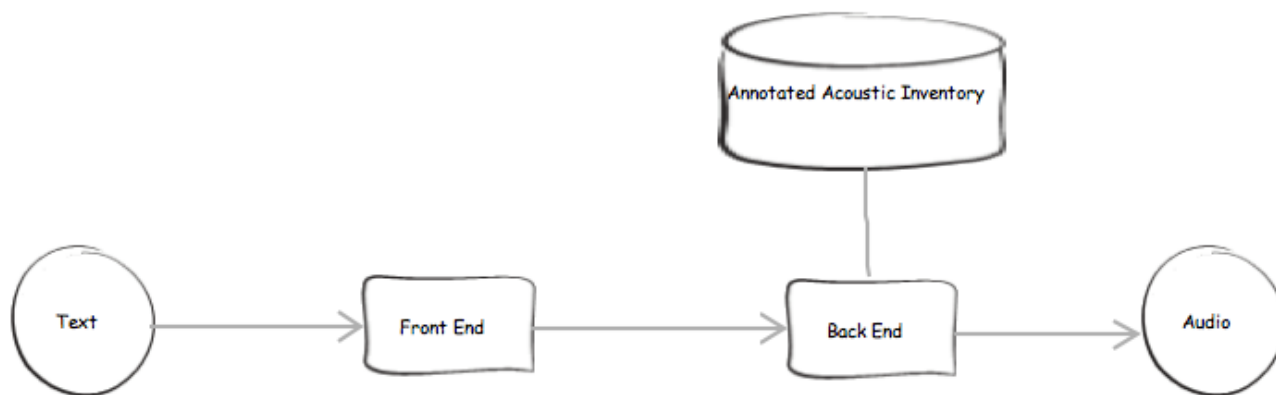 Annotated Acoustic Inventory
Text
Front End
Back End
Audio